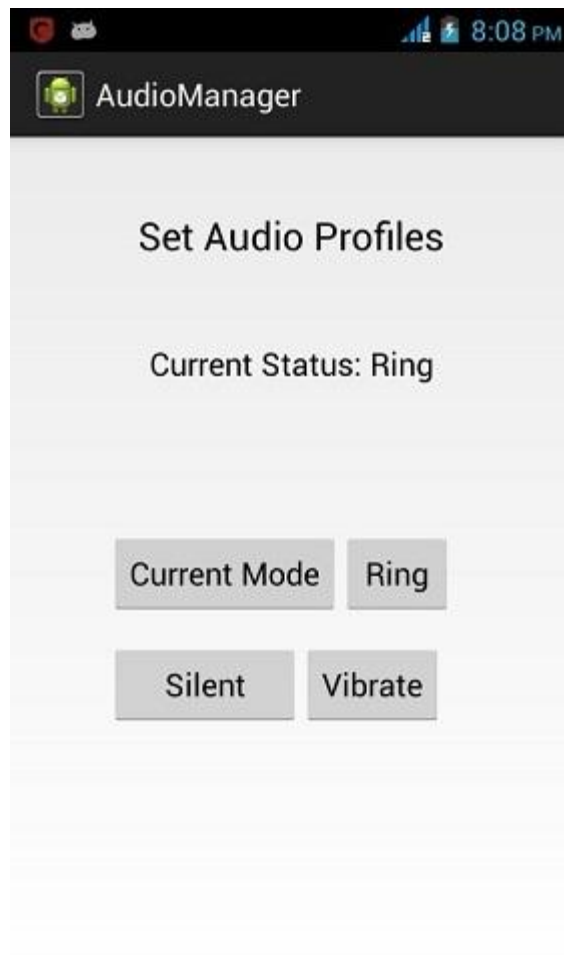 8:08 PM
AudioManager
Set Audio Profiles
Current Status: Ring
Current Mode Ring
Silent Vibrate